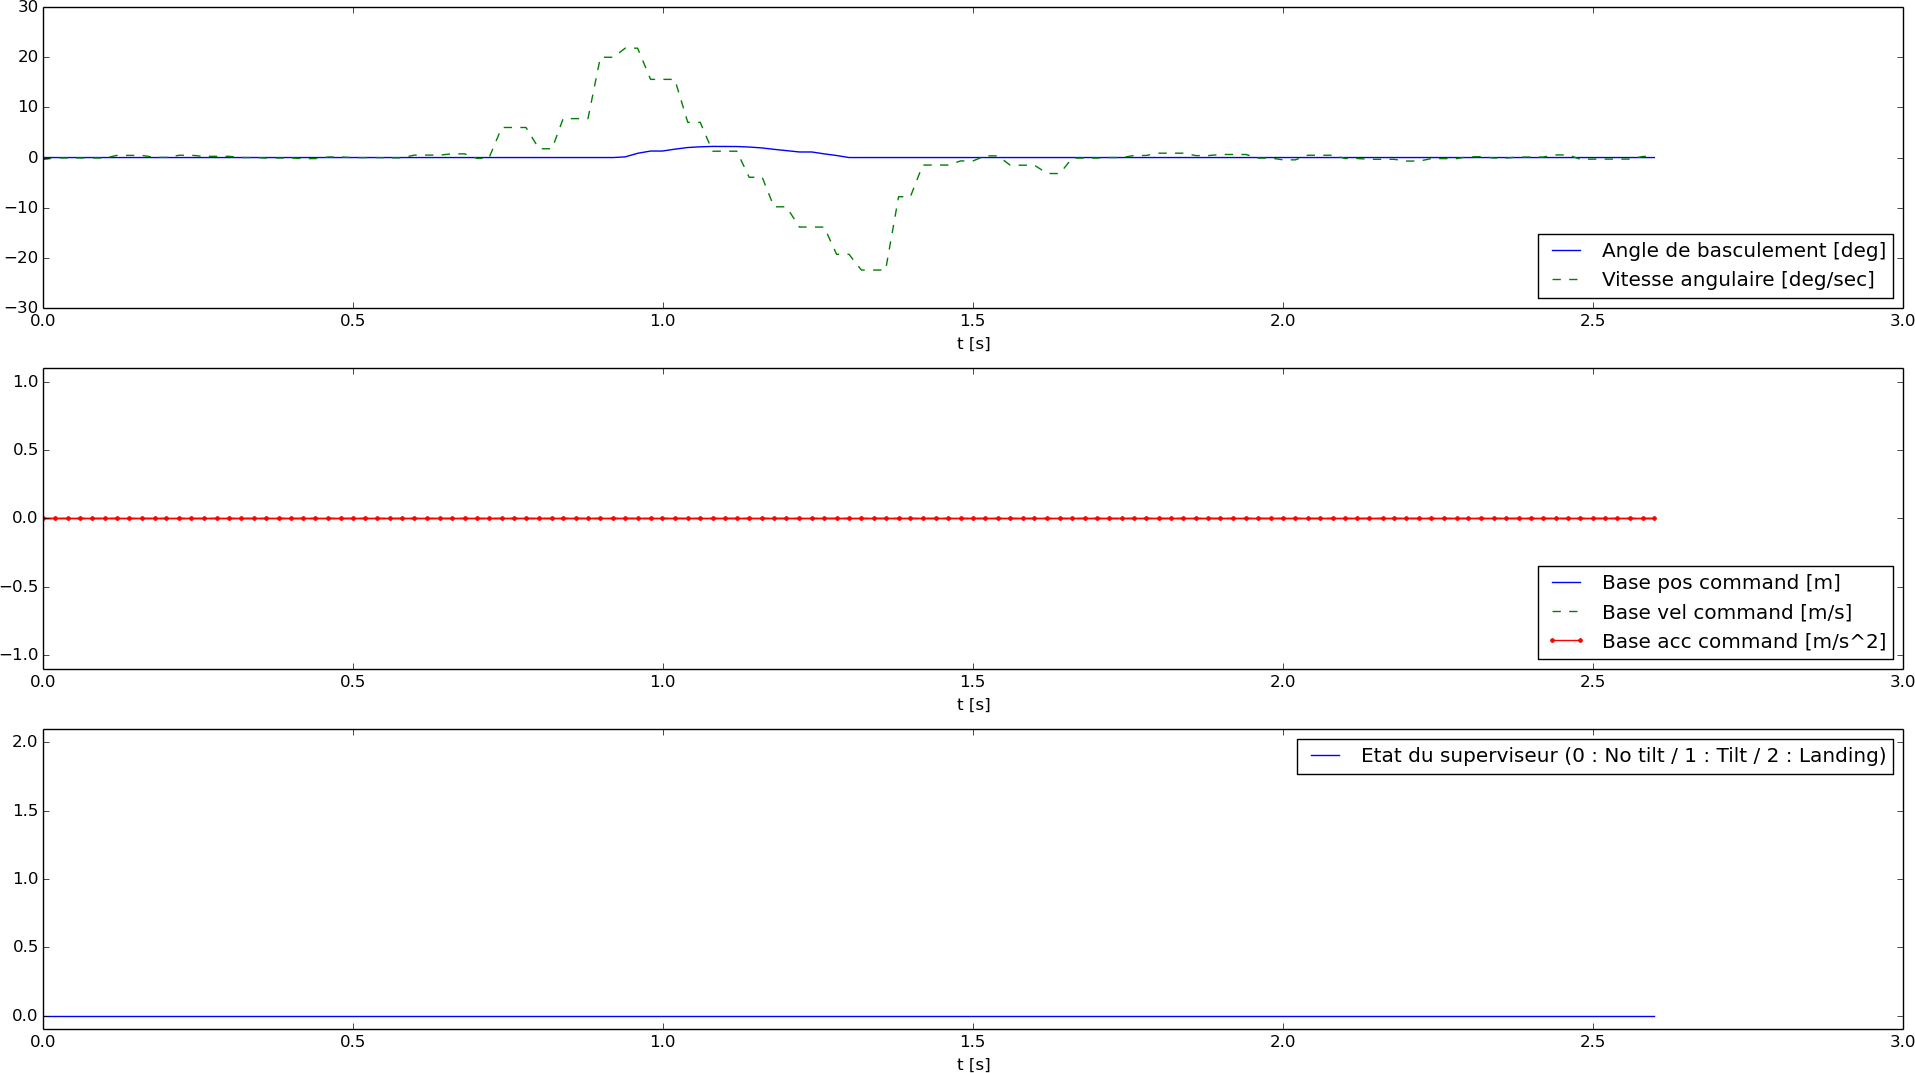 30
20
10
0
−10
−20
−30
0.0 0.5 1.0 1.5 2.0 2.5 3.0
t [s]
Angle de basculement [deg]
Vitesse angulaire [deg/sec]
1.0
0.5
0.0
−0.5
−1.0
0.0 0.5 1.0 1.5 2.0 2.5 3.0
t [s]
Base pos command [m]
Base vel command [m/s]
Base acc command [m/s^2]
2.0
1.5
1.0
0.5
0.0
0.0 0.5 1.0 1.5 2.0 2.5 3.0
t [s]
Etat du superviseur (0 : No tilt / 1 : Tilt / 2 : Landing)